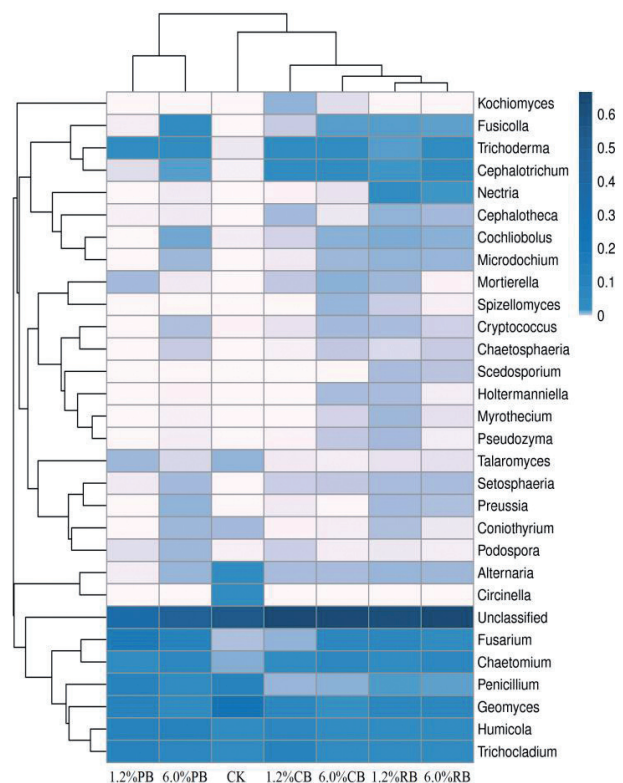 Kochiomyces
Fusicolla
Trichoderma
Cephalotrichum
Nectria
Cephalotheca
Cochliobolus
Microdochium
Mortierella
Spizellomyces
Cryptococcus
Chaetosphaeria
Scedosporium
Holtermanniella
Myrothecium
Pseudozyma
Talaromyces
Setosphaeria
Preussia
Coniothyrium
Podospora
Alternaria
Circinella
Unclassified
Fusarium
Chaetomium
Penicillium
Geomyces
Humicola
Trichocladium
0.6
0.5
0.4
0.3
0.2
0.1
0
1.2%PB 6.0%PB CK 1.2%CB 6.0%CB 1.2%RB 6.0%RB